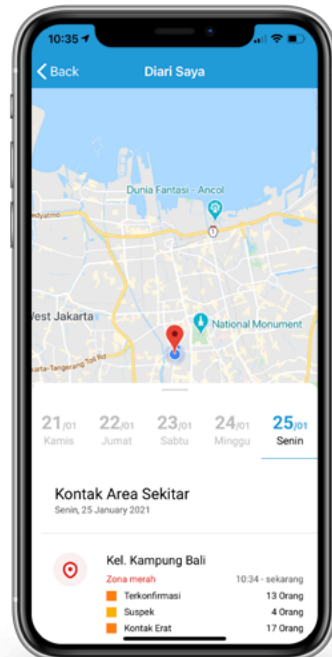 10:35
Back
Diari Saya
Dunia Fantasi - Ancol
1
West Jakarta
National Monument
21/01
Kamis
22/01
Jumat
23/01
Sabtu
24/01
Minggu
25/01
Senin
Kontak Area Sekitar
Senin, 25 January 2021
Kel. Kampung Bali
Zona merah
10:34 - sekarang
Terkonfirmasi
13 Orang
Suspek
4 Orang
Kontak Erat
17 Orang